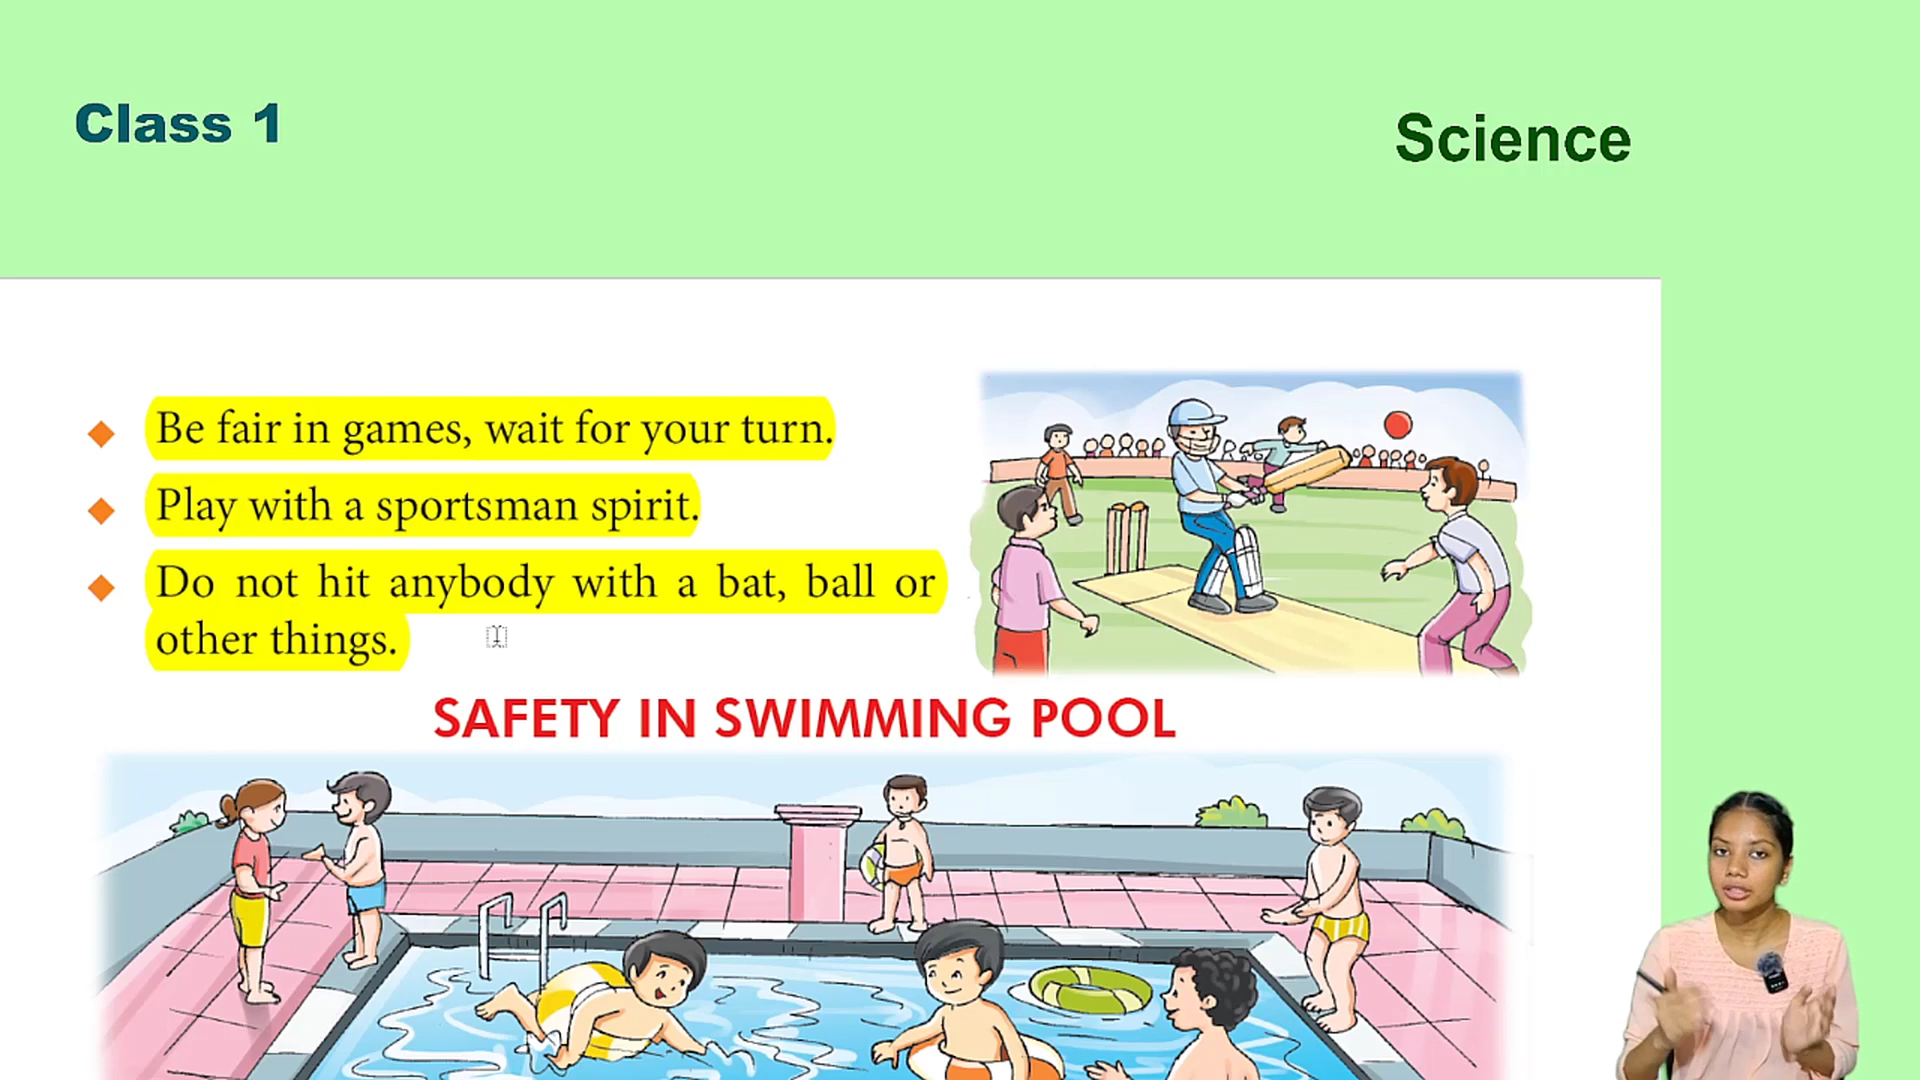 Class 1
Science
Be fair in games, wait for your turn.
Play with a sportsman spirit.
Do not hit anybody with a bat, ball or
other things.
SAFETY IN SWIMMING POOL